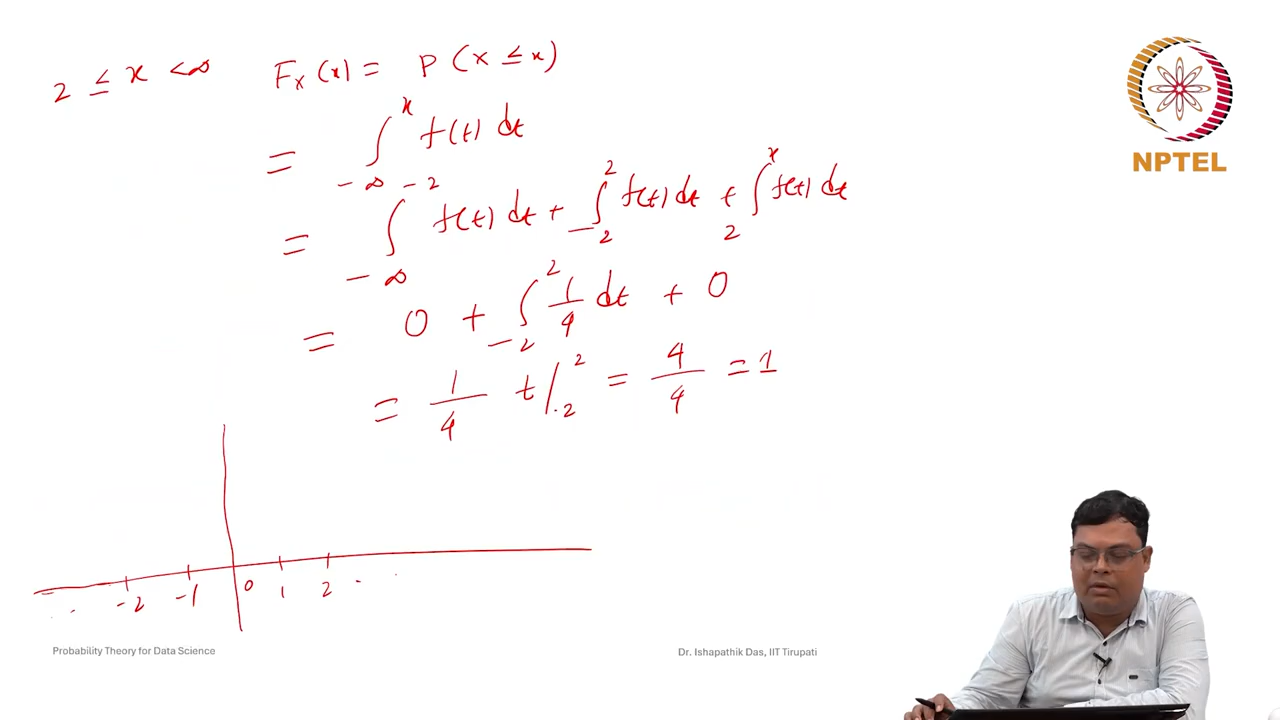 2 ≤ x < ∞ F_X(x) = P(X ≤ x)
= ∫_{-∞}^{x} f(t) dt
= ∫_{-∞}^{-2} f(t) dt + ∫_{-2}^{2} f(t) dt + ∫_{2}^{x} f(t) dt
= 0 + ∫_{-2}^{2} 1/4 dt + 0
= 1/4 t |_{-2}^{2} = 4/4 = 1
-2 -1 0 1 2
NPTEL
Probability Theory for Data Science
Dr. Ishapathik Das, IIT Tirupati